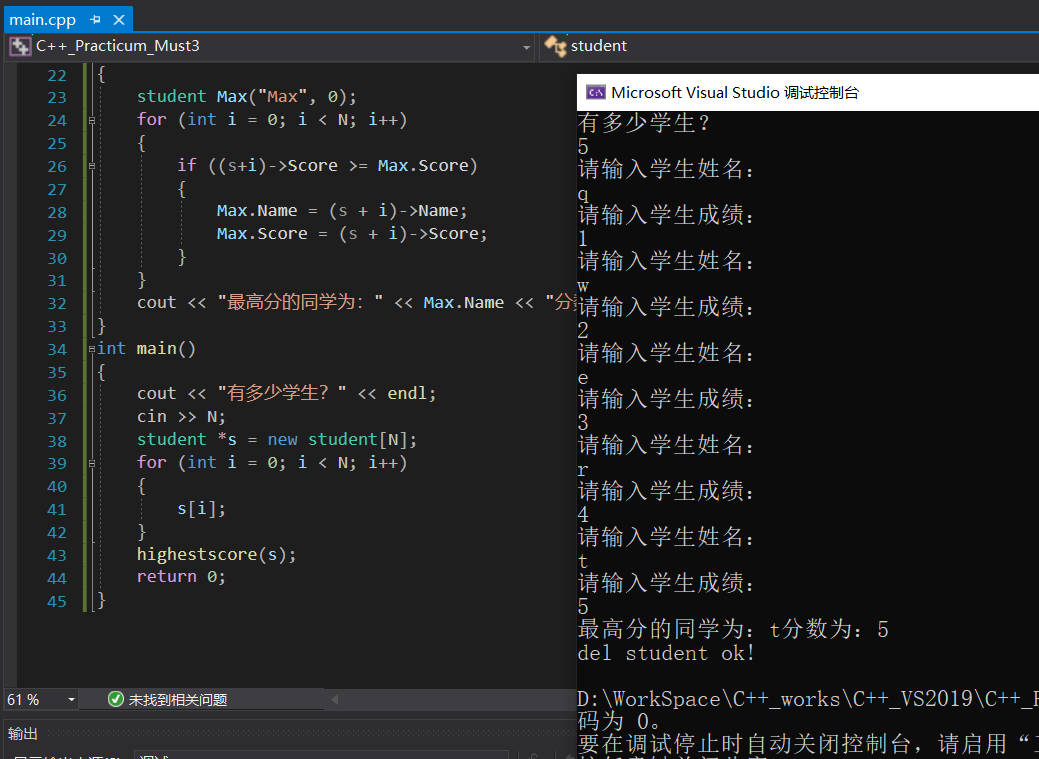 main.cpp
C++_Practicum_Must3
student
22 {
23 student Max("Max", 0);
24 for (int i = 0; i < N; i++)
25 {
26 if ((s+i)->Score >= Max.Score)
27 {
28 Max.Name = (s + i)->Name;
29 Max.Score = (s + i)->Score;
30 }
31 }
32 cout << "最高分的同学为: " << Max.Name << "分
33 }
34 int main()
35 {
36 cout << "有多少学生? " << endl;
37 cin >> N;
38 student *s = new student[N];
39 for (int i = 0; i < N; i++)
40 {
41 s[i];
42 }
43 highestscore(s);
44 return 0;
45 }
61 %
未找到相关问题
输出
Microsoft Visual Studio 调试控制台
有多少学生?
5
请输入学生姓名:
q
请输入学生成绩:
1
请输入学生姓名:
w
请输入学生成绩:
2
请输入学生姓名:
e
请输入学生成绩:
3
请输入学生姓名:
r
请输入学生成绩:
4
请输入学生姓名:
t
请输入学生成绩:
5
最高分的同学为: t分数为: 5
del student ok!
D:\WorkSpace\C++_works\C++_VS2019\C++_
码为 0。
要在调试停止时自动关闭控制台, 请启用“